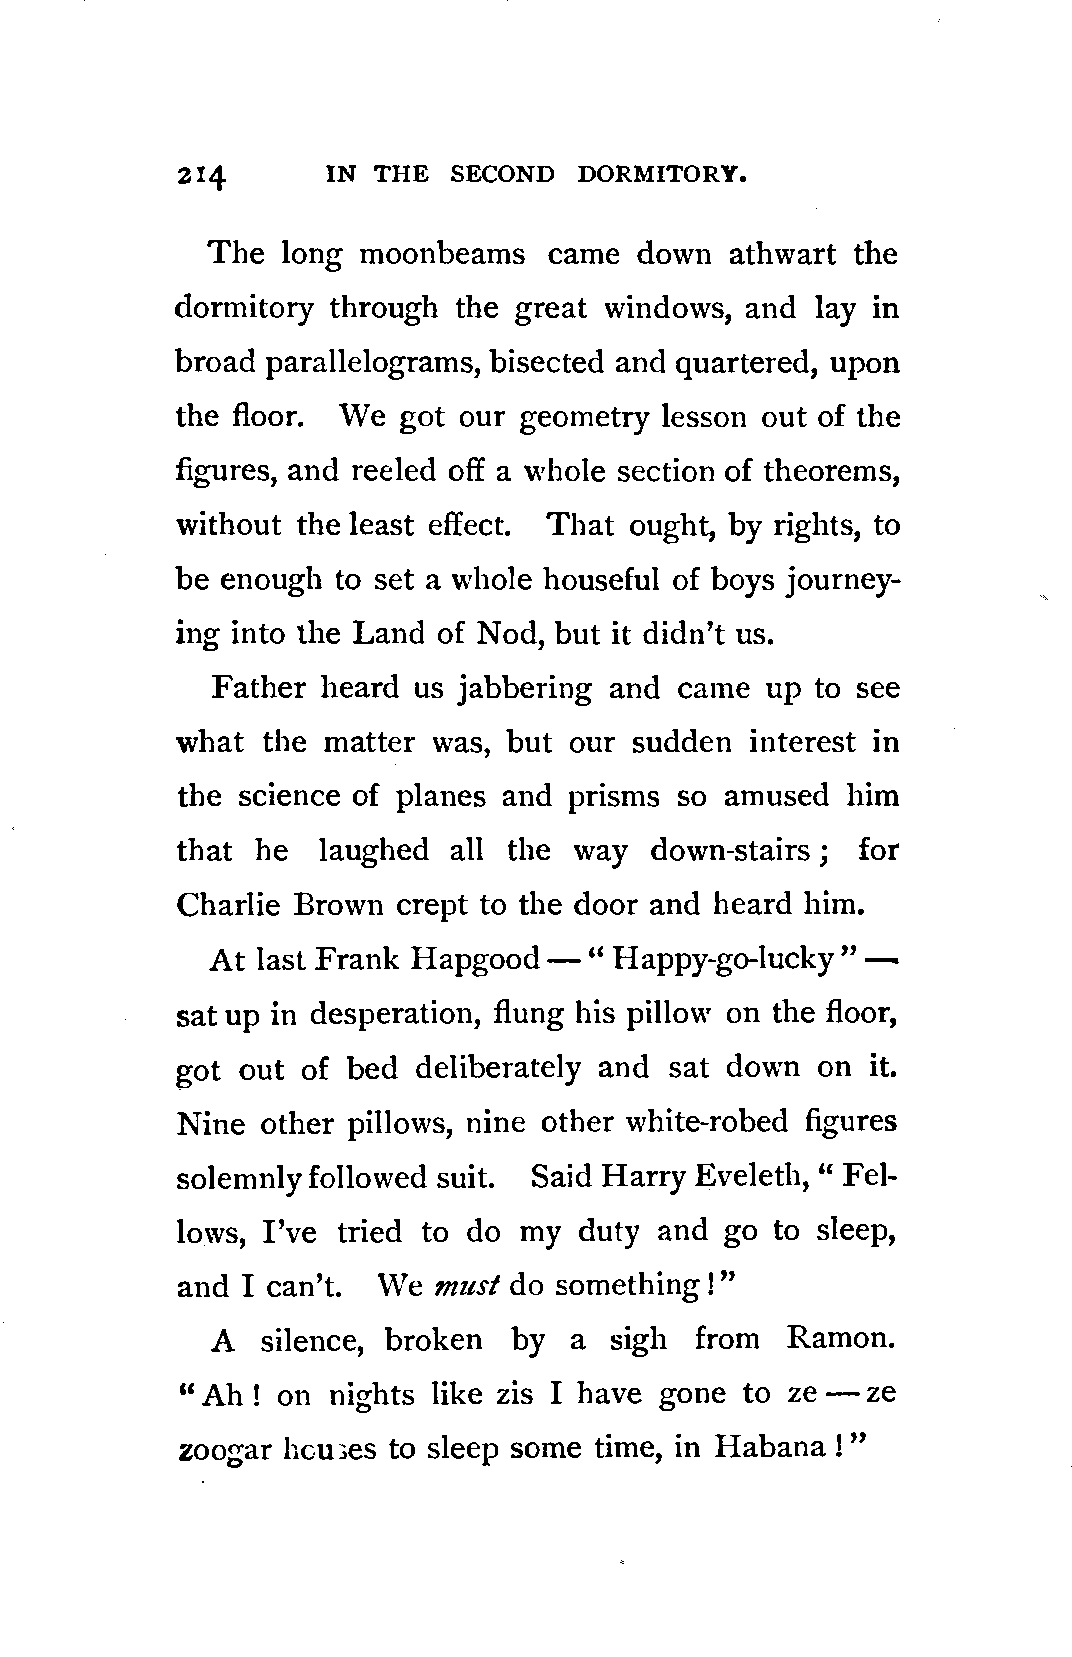 214 IN THE SECOND DORMITORY.
The long moonbeams came down athwart the
dormitory through the great windows, and lay in
broad parallelograms, bisected and quartered, upon
the floor. We got our geometry lesson out of the
figures, and reeled off a whole section of theorems,
without the least effect. That ought, by rights, to
be enough to set a whole houseful of boys journey-
ing into the Land of Nod, but it didn't us.
Father heard us jabbering and came up to see
what the matter was, but our sudden interest in
the science of planes and prisms so amused him
that he laughed all the way down-stairs; for
Charlie Brown crept to the door and heard him.
At last Frank Hapgood — "Happy-go-lucky" —
sat up in desperation, flung his pillow on the floor,
got out of bed deliberately and sat down on it.
Nine other pillows, nine other white-robed figures
solemnly followed suit. Said Harry Eveleth, "Fel-
lows, I've tried to do my duty and go to sleep,
and I can't. We must do something!"
A silence, broken by a sigh from Ramon.
"Ah! on nights like zis I have gone to ze — ze
zoogar houses to sleep some time, in Habana!"